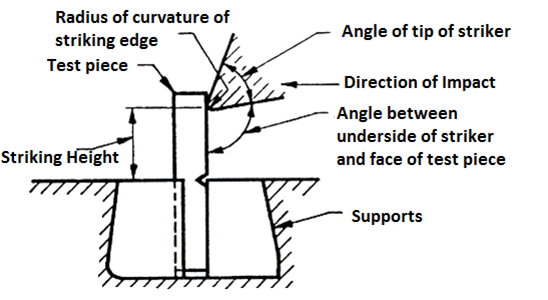 Radius of curvature of
striking edge
Test piece
Angle of tip of striker
Direction of Impact
Angle between
underside of striker
and face of test piece
Striking Height
Supports